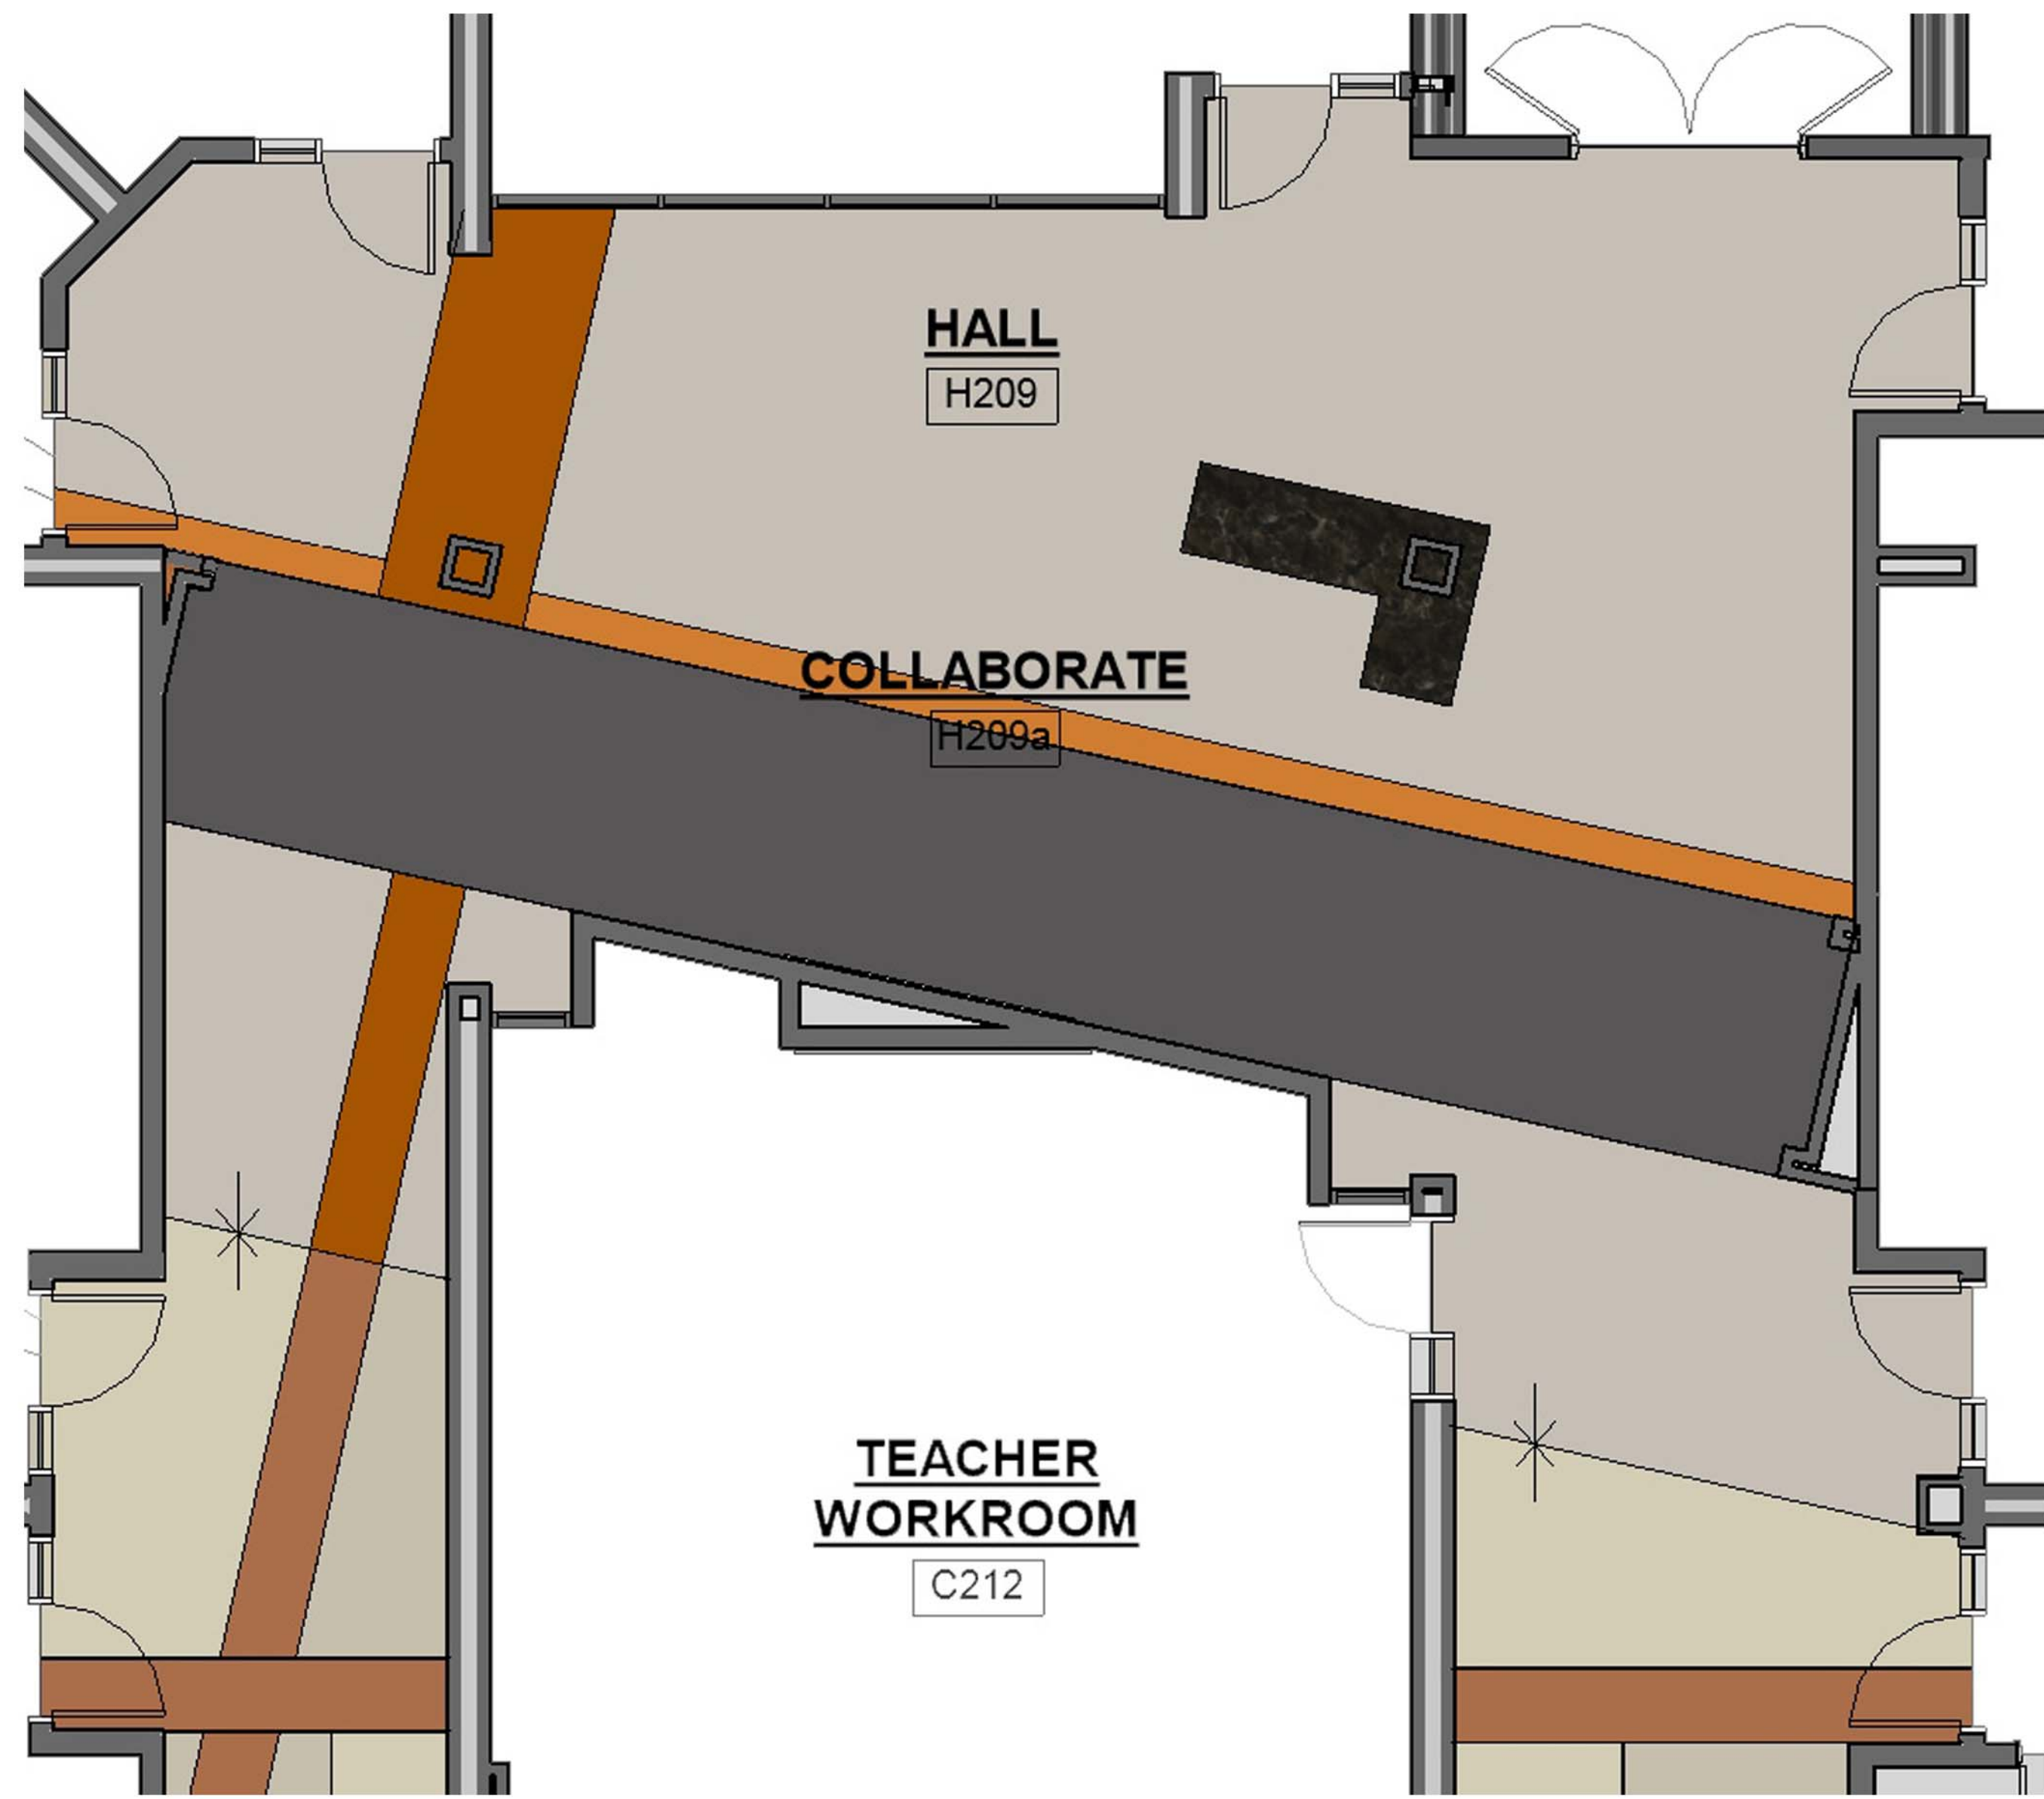 HALL
H209
COLLABORATE
H209a
TEACHER
WORKROOM
C212